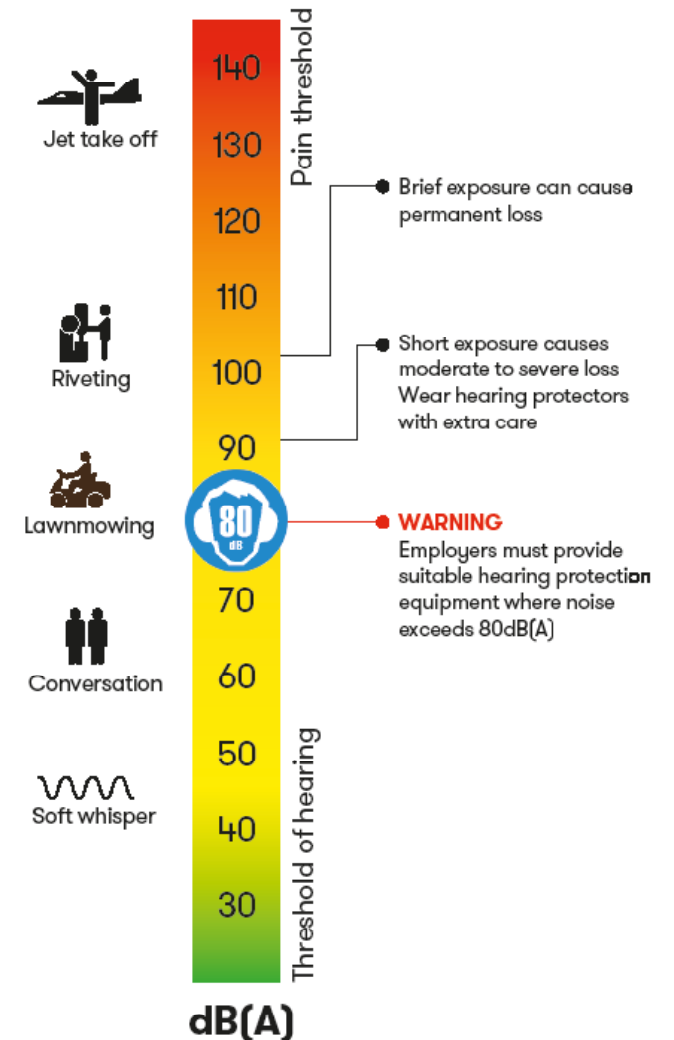 140
Pain threshold
Jet take off
130
Brief exposure can cause
permanent loss
120
110
Short exposure causes
moderate to severe loss
Wear hearing protectors
with extra care
Riveting
100
90
80
dB
WARNING
Employers must provide
suitable hearing protection
equipment where noise
exceeds 80dB(A)
Lawnmowing
70
Conversation
60
50
Threshold of hearing
Soft whisper
40
30
dB(A)